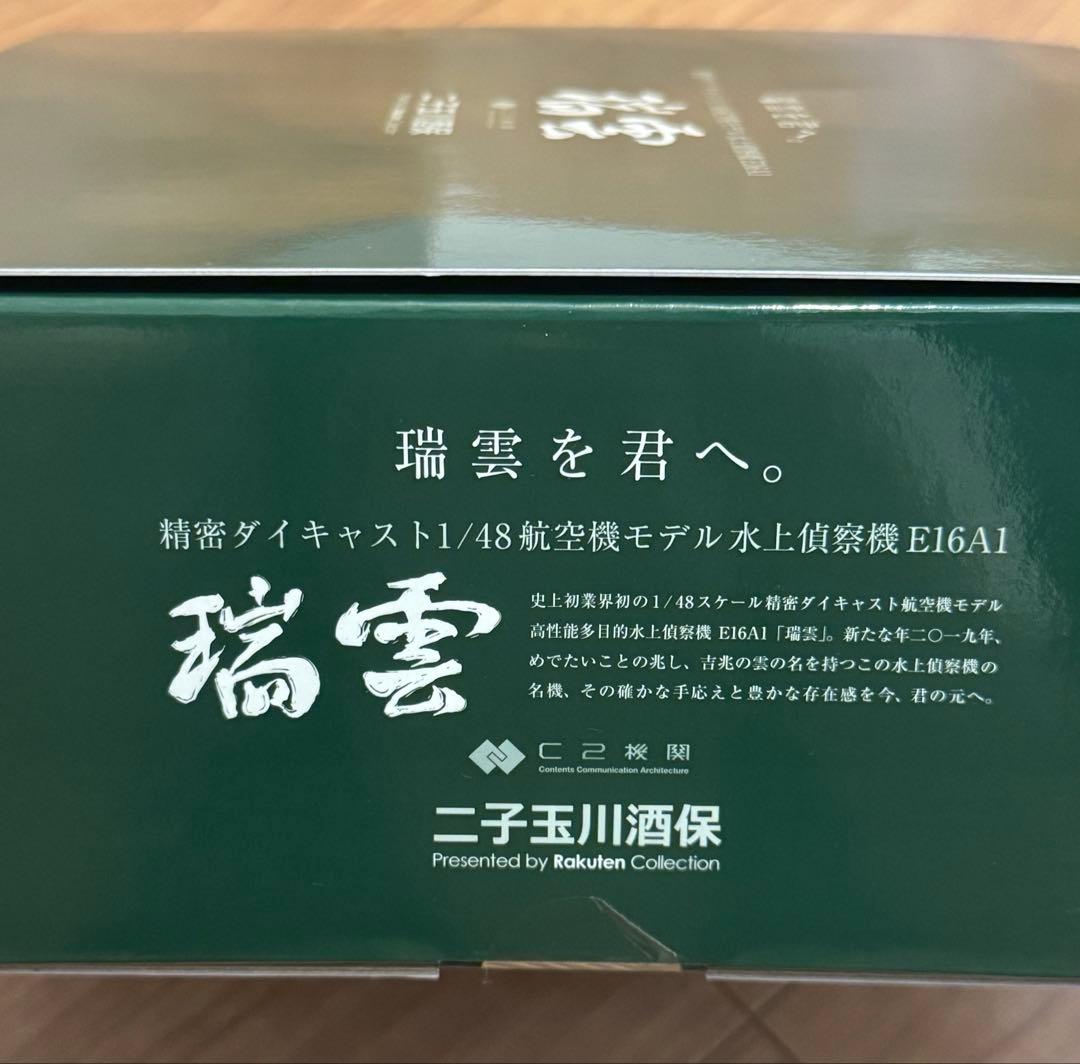 瑞雲を君へ。
精密ダイキャスト1/48航空機モデル水上偵察機E16A1
瑞雲
史上初業界初の1/48スケール精密ダイキャスト航空機モデル
高性能多目的水上偵察機 E16A1「瑞雲」。新たな年二〇一九年、
めでたいことの兆し、吉兆の雲の名を持つこの水上偵察機の
名機、その確かな手応えと豊かな存在感を今、君の元へ。
C2機関
Contents Communication Architecture
二子玉川酒保
Presented by Rakuten Collection